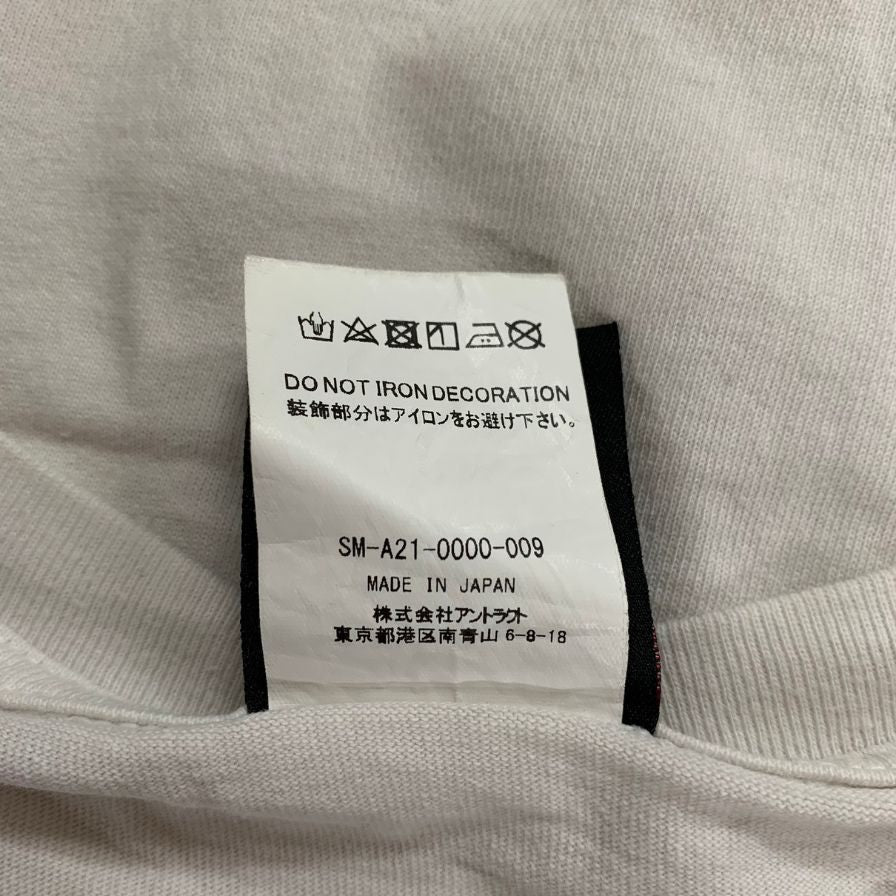 DO NOT IRON DECORATION
装飾部分はアイロンをお避け下さい。
SM-A21-0000-009
MADE IN JAPAN
株式会社アントラクト
東京都港区南青山 6-8-18